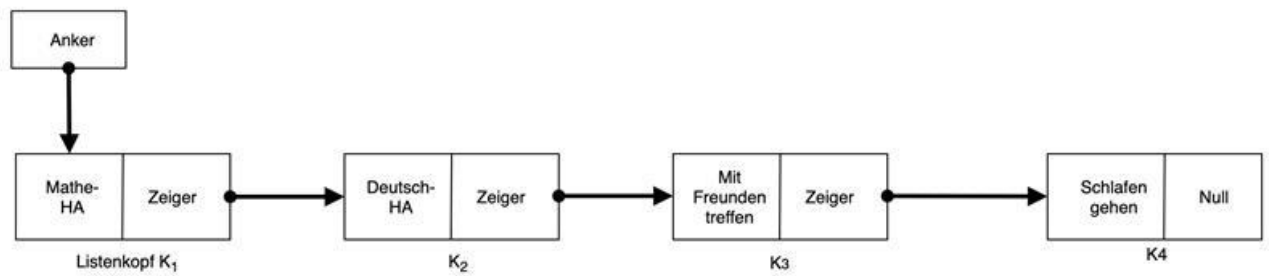 Anker
Mathe-
HA
Zeiger
Deutsch-
HA
Zeiger
Mit
Freunden
treffen
Zeiger
Schlafen
gehen
Null
Listenkopf K₁
K₂
K3
K4